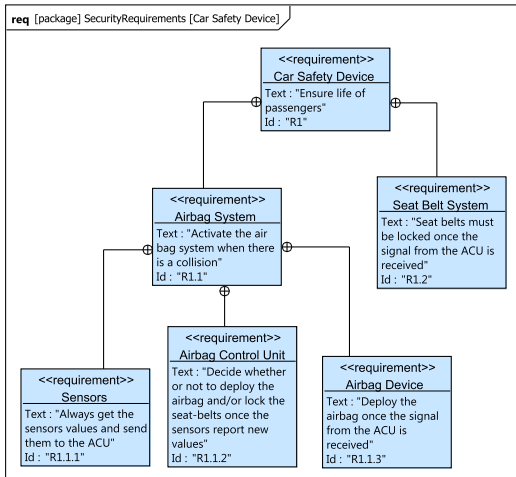 req [package] SecurityRequirements [Car Safety Device]
<<requirement>>
Car Safety Device
Text : "Ensure life of
passengers"
Id : "R1"
<<requirement>>
Airbag System
Text : "Activate the air
bag system when there
is a collision"
Id : "R1.1"
<<requirement>>
Seat Belt System
Text : "Seat belts must
be locked once the
signal from the ACU is
received"
Id : "R1.2"
<<requirement>>
Sensors
Text : "Always get the
sensors values and send
them to the ACU"
Id : "R1.1.1"
<<requirement>>
Airbag Control Unit
Text : "Decide whether
or not to deploy the
airbag and/or lock the
seat-belts once the
sensors report new
values"
Id : "R1.1.2"
<<requirement>>
Airbag Device
Text : "Deploy the
airbag once the signal
from the ACU is
received"
Id : "R1.1.3"